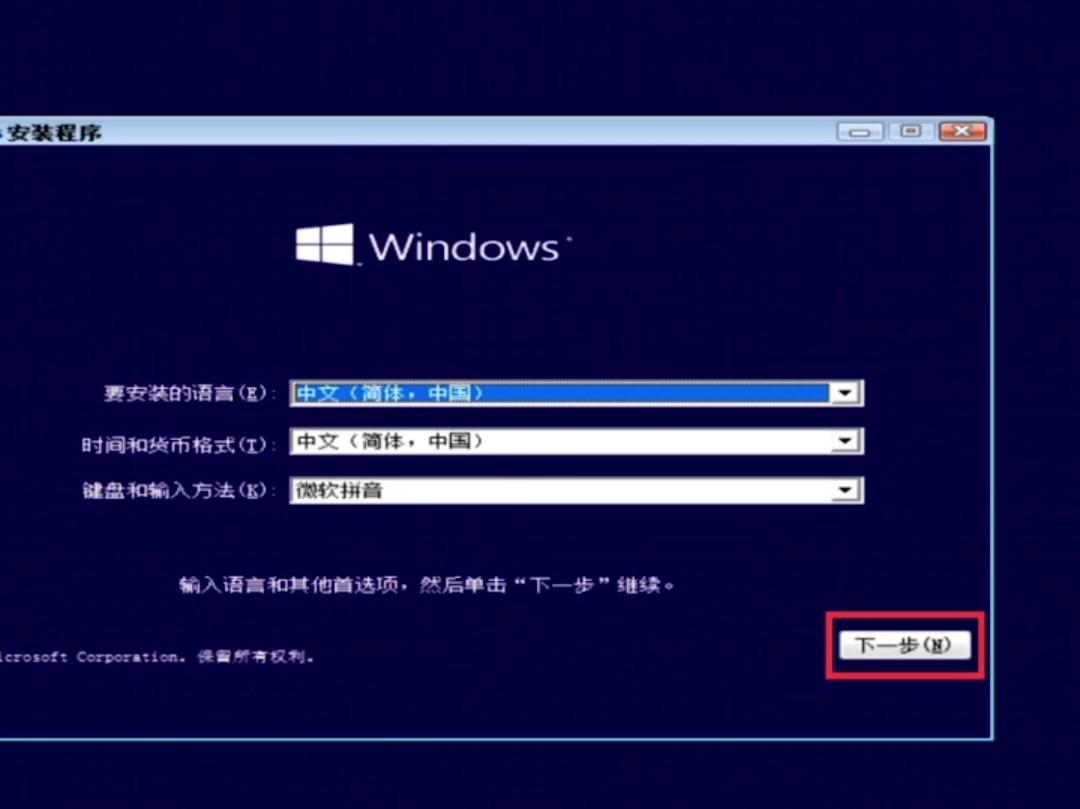 安装程序
Windows
要安装的语言(E): 中文(简体，中国)
时间和货币格式(T): 中文(简体，中国)
键盘和输入方法(K): 微软拼音
输入语言和其他首选项，然后单击“下一步”继续。
下一步(N)
icrosoft Corporation。保留所有权利。